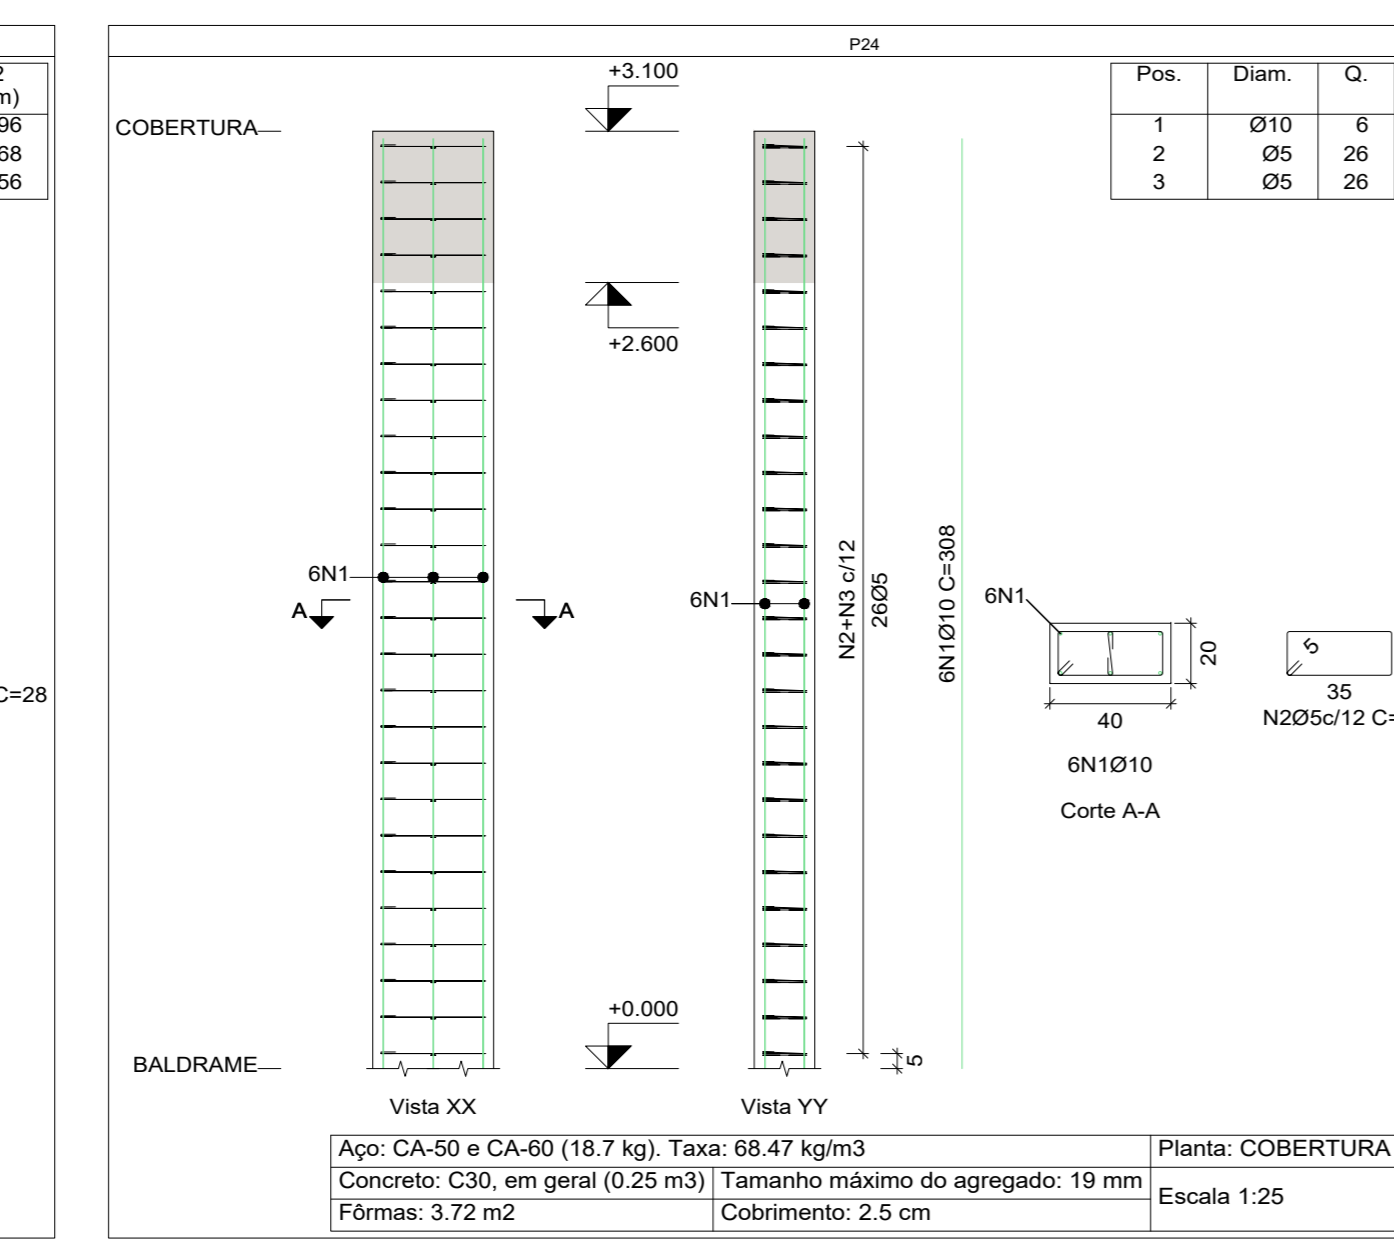 P24
2
m)
96
68
56
C=28
Pos. Diam. Q.
1 Ø10 6
2 Ø5 26
3 Ø5 26
+3.100
COBERTURA
+2.600
6N1
A A
6N1
N2+N3 c/12
26Ø5
6N1Ø10 C=308
6N1
20
40
6N1Ø10
Corte A-A
5
35
N2Ø5c/12 C=
+0.000
5
BALDRAME
Vista XX
Vista YY
Aço: CA-50 e CA-60 (18.7 kg). Taxa: 68.47 kg/m3
Planta: COBERTURA
Concreto: C30, em geral (0.25 m3)
Tamanho máximo do agregado: 19 mm
Escala 1:25
Fôrmas: 3.72 m2
Cobrimento: 2.5 cm